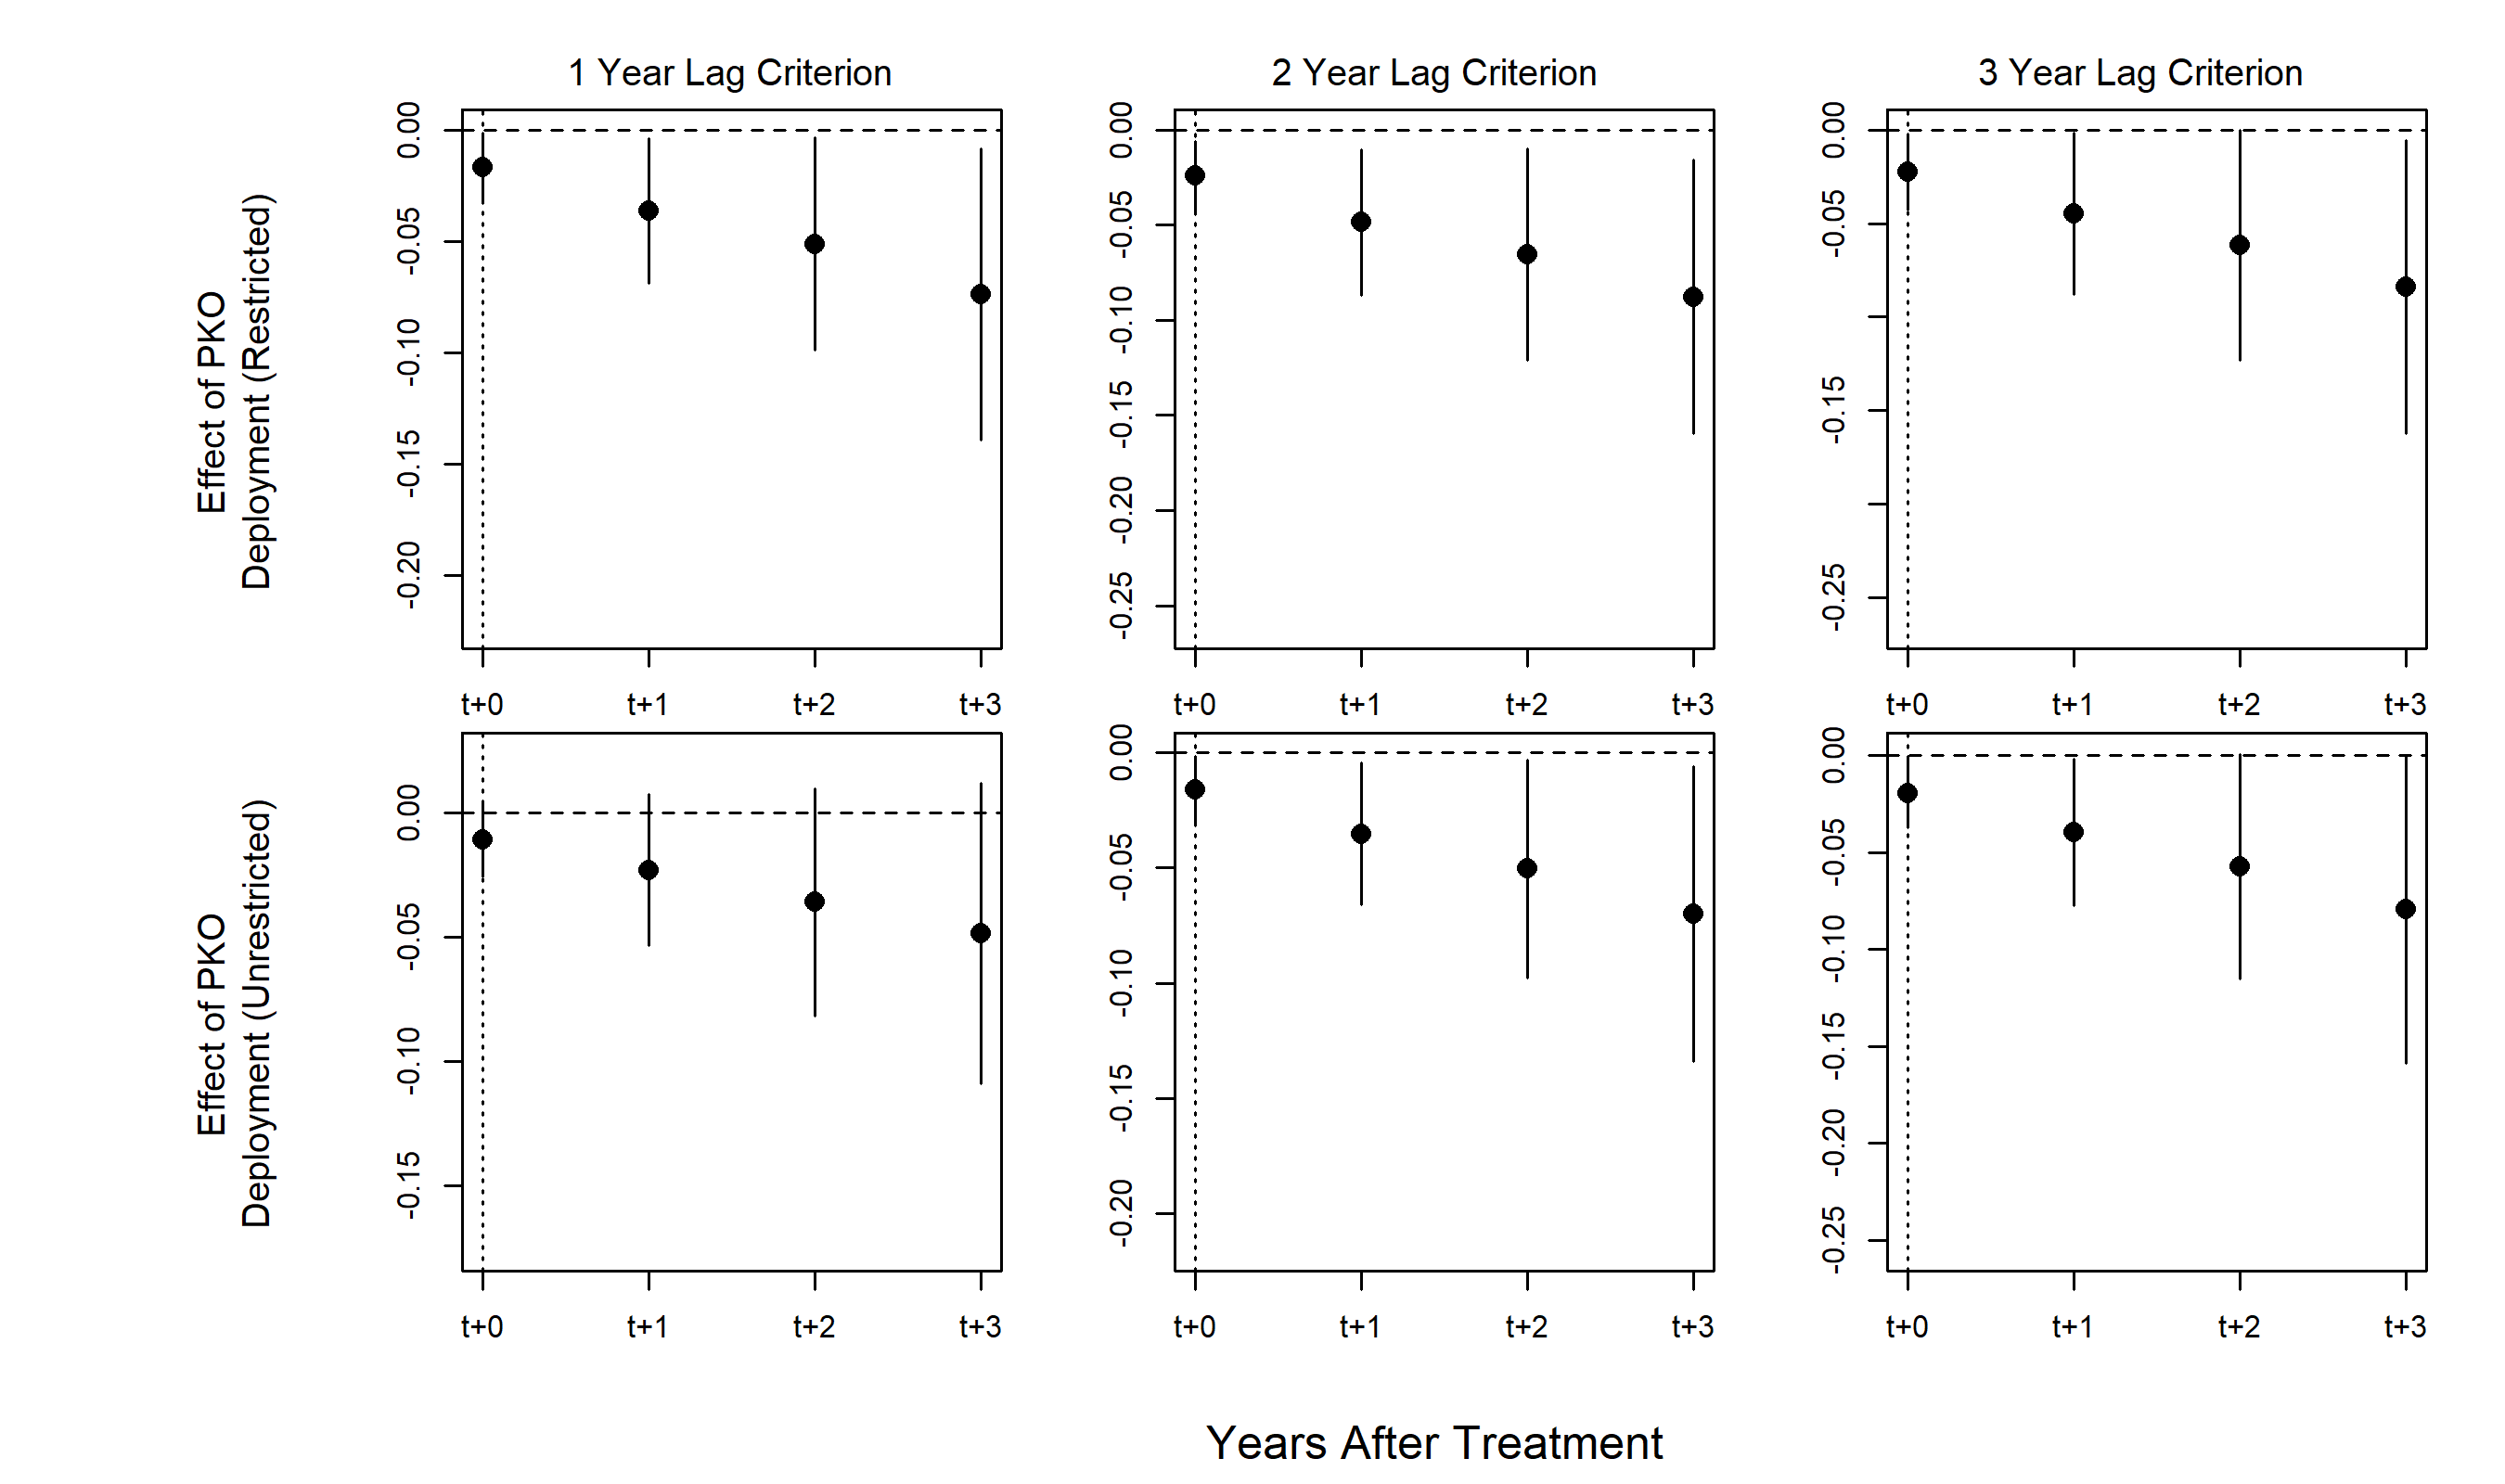 1 Year Lag Criterion
2 Year Lag Criterion
3 Year Lag Criterion
Effect of PKO
Deployment (Restricted)
0.00
-0.05
-0.10
-0.15
-0.20
t+0 t+1 t+2 t+3
0.00
-0.05
-0.10
-0.15
-0.20
-0.25
t+0 t+1 t+2 t+3
0.00
-0.05
-0.15
-0.25
t+0 t+1 t+2 t+3
Effect of PKO
Deployment (Unrestricted)
0.00
-0.05
-0.10
-0.15
t+0 t+1 t+2 t+3
0.00
-0.05
-0.10
-0.15
-0.20
t+0 t+1 t+2 t+3
0.00
-0.05
-0.10
-0.15
-0.20
-0.25
t+0 t+1 t+2 t+3
Years After Treatment